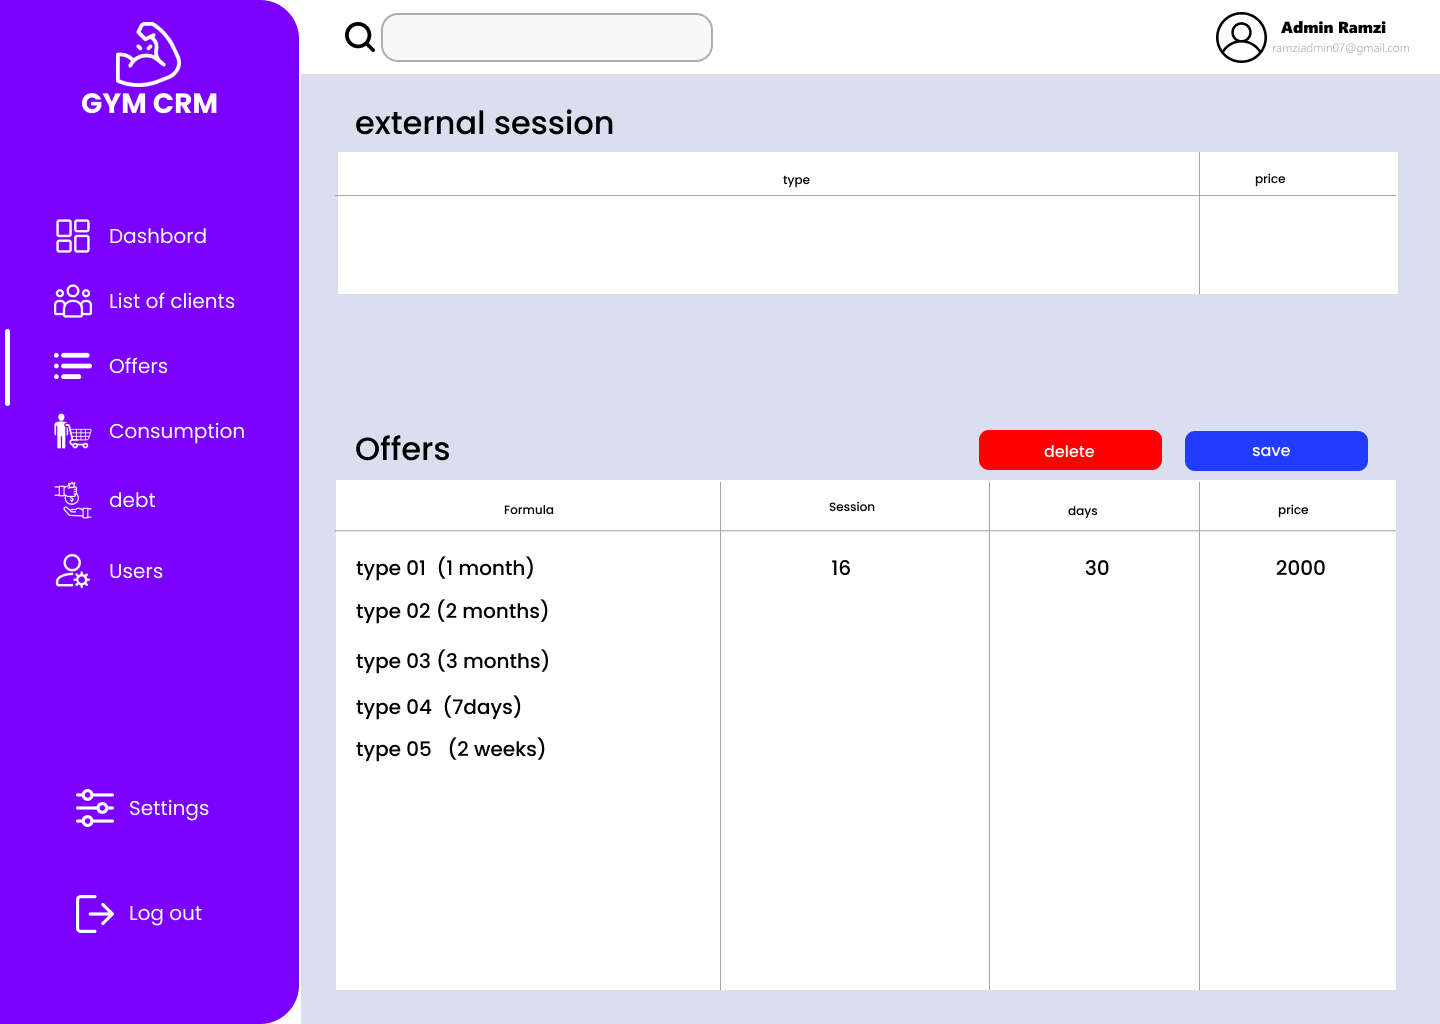 GYM CRM
Dashbord
List of clients
Offers
Consumption
debt
Users
Settings
Log out
Admin Ramzi
ramziadmin07@gmail.com
external session
type price
Offers
delete save
Formula Session days price
type 01 (1 month) 16 30 2000
type 02 (2 months)
type 03 (3 months)
type 04 (7days)
type 05 (2 weeks)